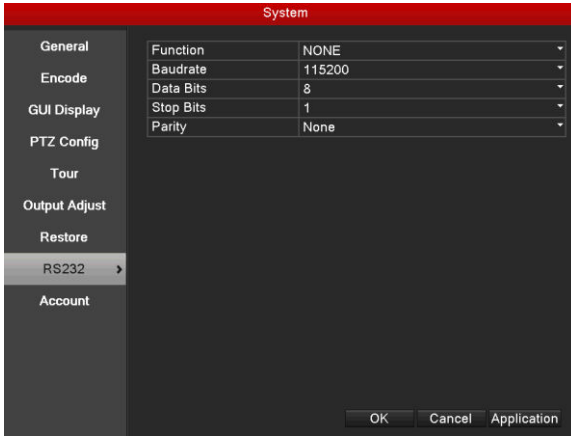 System
General
Encode
GUI Display
PTZ Config
Tour
Output Adjust
Restore
RS232
Account
Function NONE
Baudrate 115200
Data Bits 8
Stop Bits 1
Parity None
OK Cancel Application